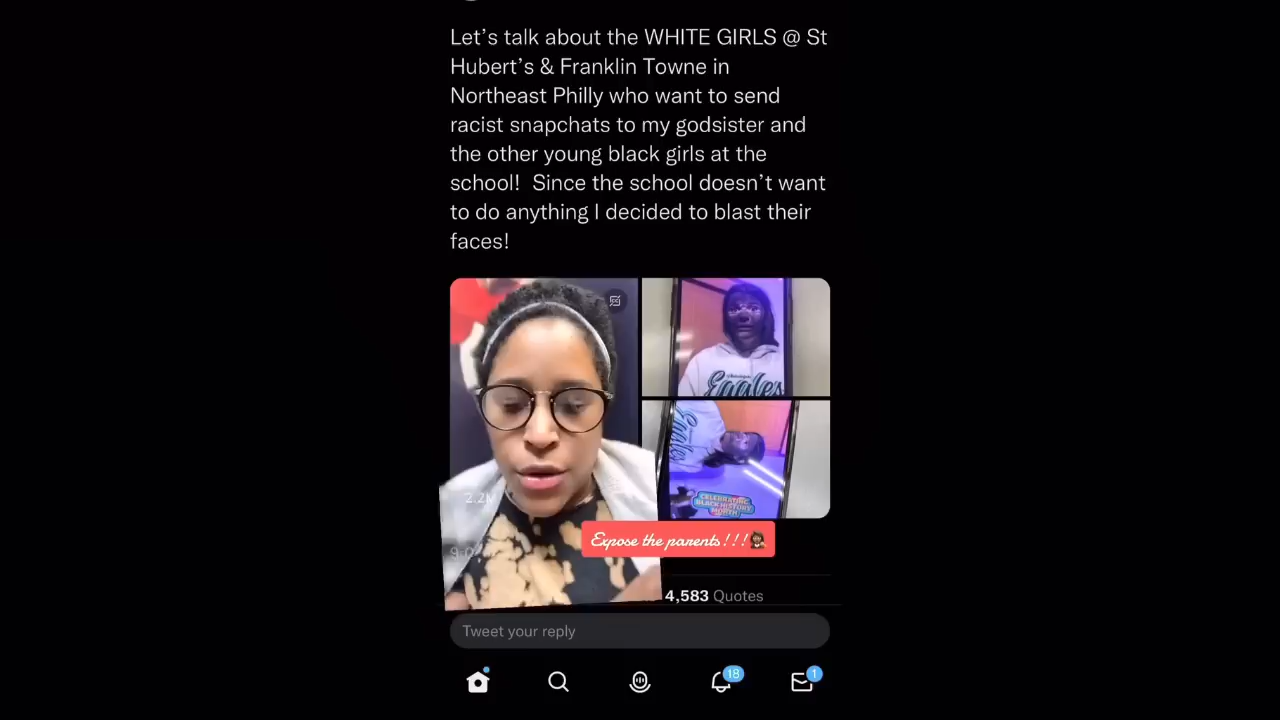 Let’s talk about the WHITE GIRLS @ St
Hubert’s & Franklin Towne in
Northeast Philly who want to send
racist snapchats to my godsister and
the other young black girls at the
school!  Since the school doesn’t want
to do anything I decided to blast their
faces!
Eagles
Eagles
CELEBRATING
BLACK HISTORY
MONTH
2.2M
Expose the parents!!!
4,583 Quotes
Tweet your reply
18
1